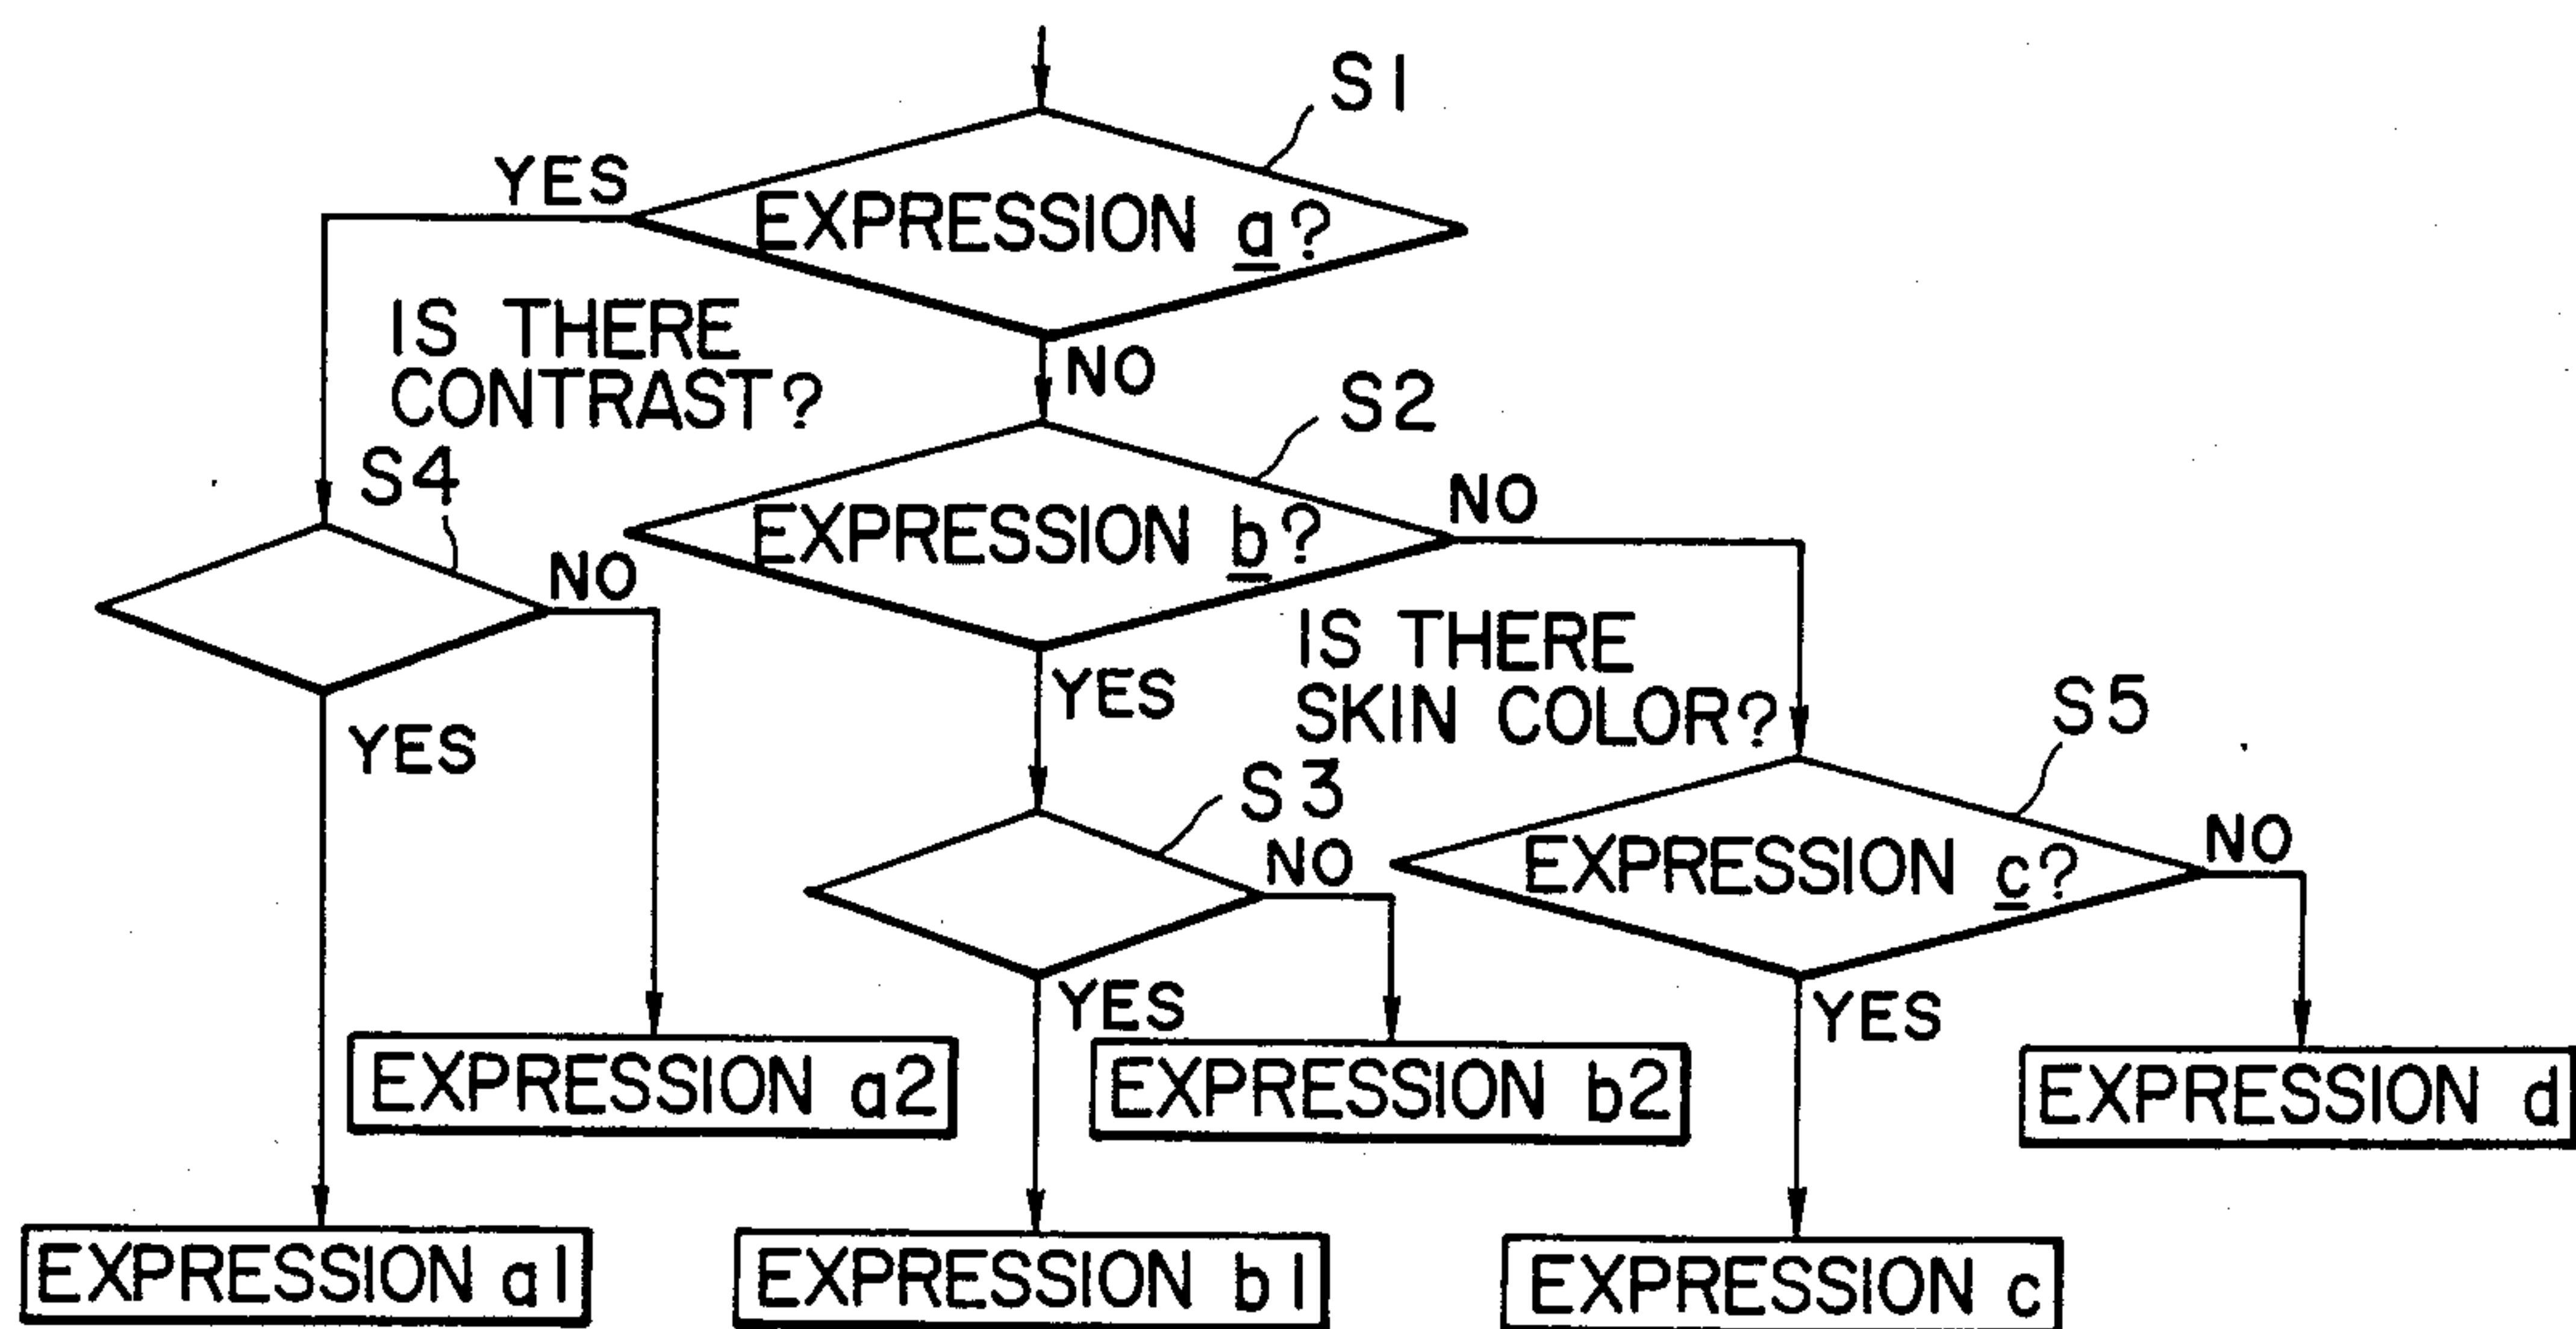 S1
YES
EXPRESSION a?
IS THERE
CONTRAST?
NO
S2
S4
EXPRESSION b?
NO
NO
IS THERE
SKIN COLOR?
YES
S5
YES
S3
NO
EXPRESSION c?
NO
YES
YES
EXPRESSION a2
EXPRESSION b2
EXPRESSION d
EXPRESSION a1
EXPRESSION b1
EXPRESSION c